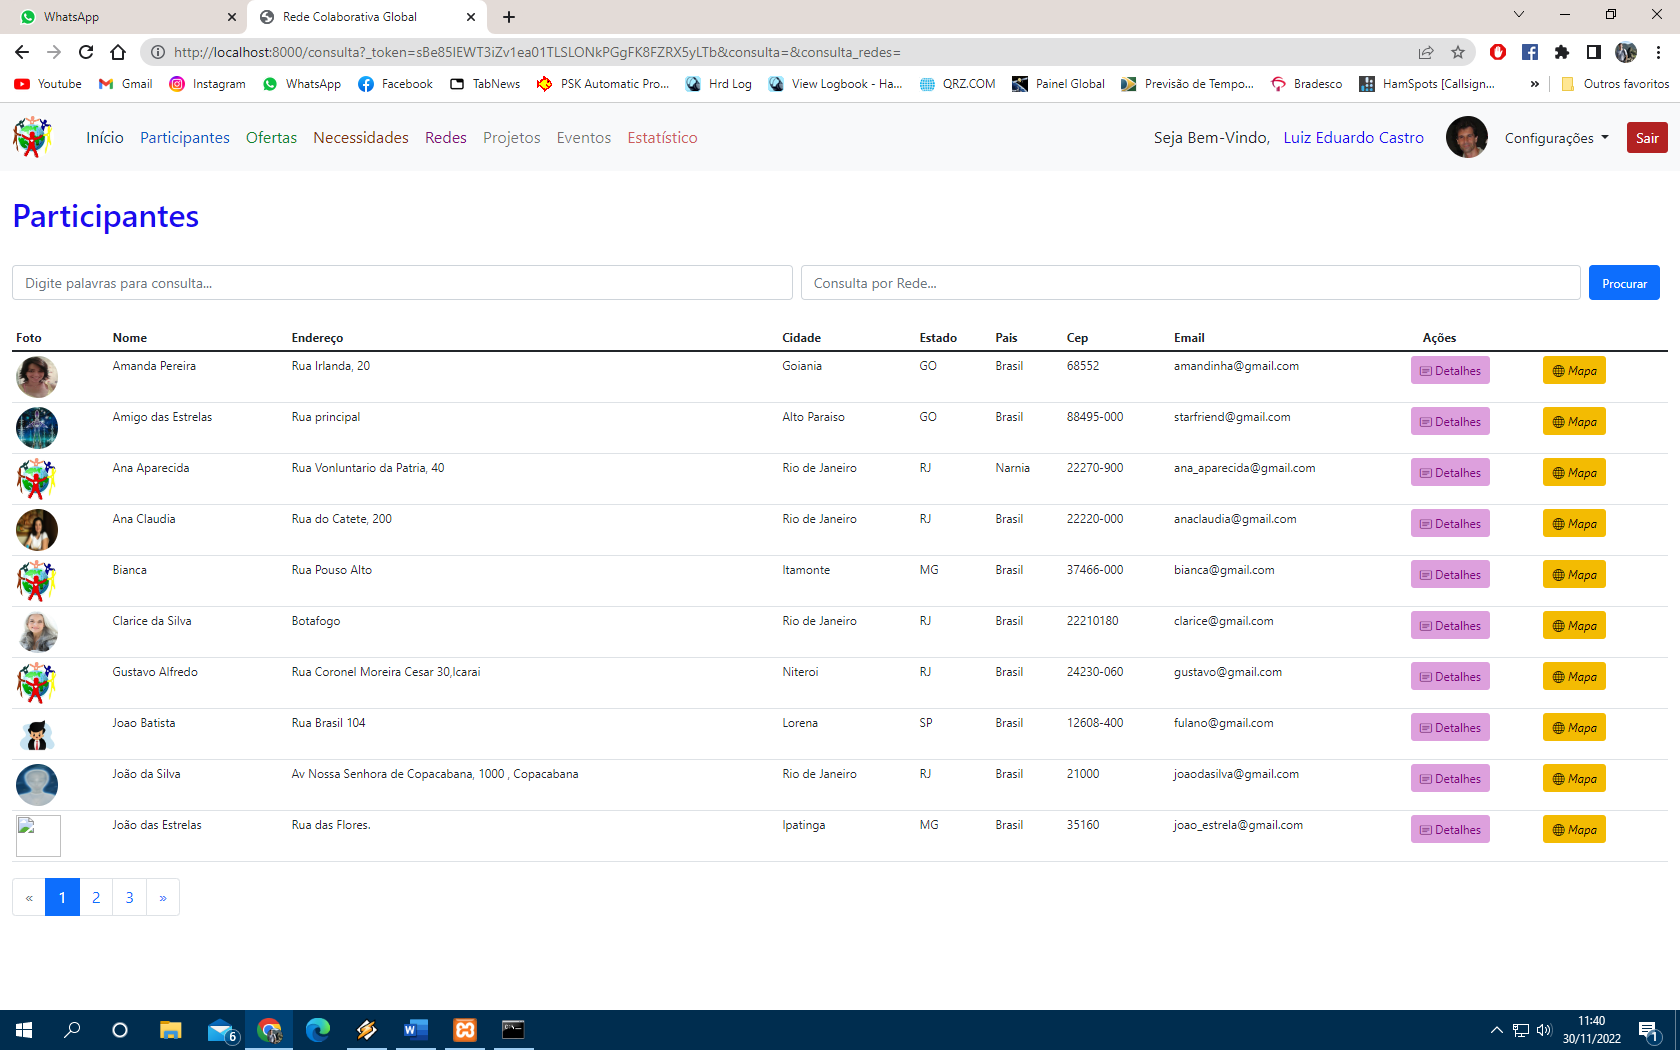 WhatsApp
Rede Colaborativa Global
http://localhost:8000/consulta?_token=sBe85IEWT3iZv1ea01TLSLONkPGgFK8FZRX5yLTb&consulta=&consulta_redes=
Youtube Gmail Instagram WhatsApp Facebook TabNews PSK Automatic Pro... Hrd Log View Logbook - Ha... QRZ.COM Painel Global Previsão de Tempo... Bradesco HamSpots [Callsign... » Outros favoritos
Início Participantes Ofertas Necessidades Redes Projetos Eventos Estatístico Seja Bem-Vindo, Luiz Eduardo Castro Configurações Sair
Participantes
Digite palavras para consulta... Consulta por Rede... Procurar
Foto Nome Endereço Cidade Estado Pais Cep Email Ações
Amanda Pereira Rua Irlanda, 20 Goiania GO Brasil 68552 amandinha@gmail.com Detalhes Mapa
Amigo das Estrelas Rua principal Alto Paraiso GO Brasil 88495-000 starfriend@gmail.com Detalhes Mapa
Ana Aparecida Rua Vonluntario da Patria, 40 Rio de Janeiro RJ Narnia 22270-900 ana_aparecida@gmail.com Detalhes Mapa
Ana Claudia Rua do Catete, 200 Rio de Janeiro RJ Brasil 22220-000 anaclaudia@gmail.com Detalhes Mapa
Bianca Rua Pouso Alto Itamonte MG Brasil 37466-000 bianca@gmail.com Detalhes Mapa
Clarice da Silva Botafogo Rio de Janeiro RJ Brasil 22210180 clarice@gmail.com Detalhes Mapa
Gustavo Alfredo Rua Coronel Moreira Cesar 30,Icarai Niteroi RJ Brasil 24230-060 gustavo@gmail.com Detalhes Mapa
Joao Batista Rua Brasil 104 Lorena SP Brasil 12608-400 fulano@gmail.com Detalhes Mapa
João da Silva Av Nossa Senhora de Copacabana, 1000 , Copacabana Rio de Janeiro RJ Brasil 21000 joaodasilva@gmail.com Detalhes Mapa
João das Estrelas Rua das Flores. Ipatinga MG Brasil 35160 joao_estrela@gmail.com Detalhes Mapa
« 1 2 3 »
6
11:40
30/11/2022
1